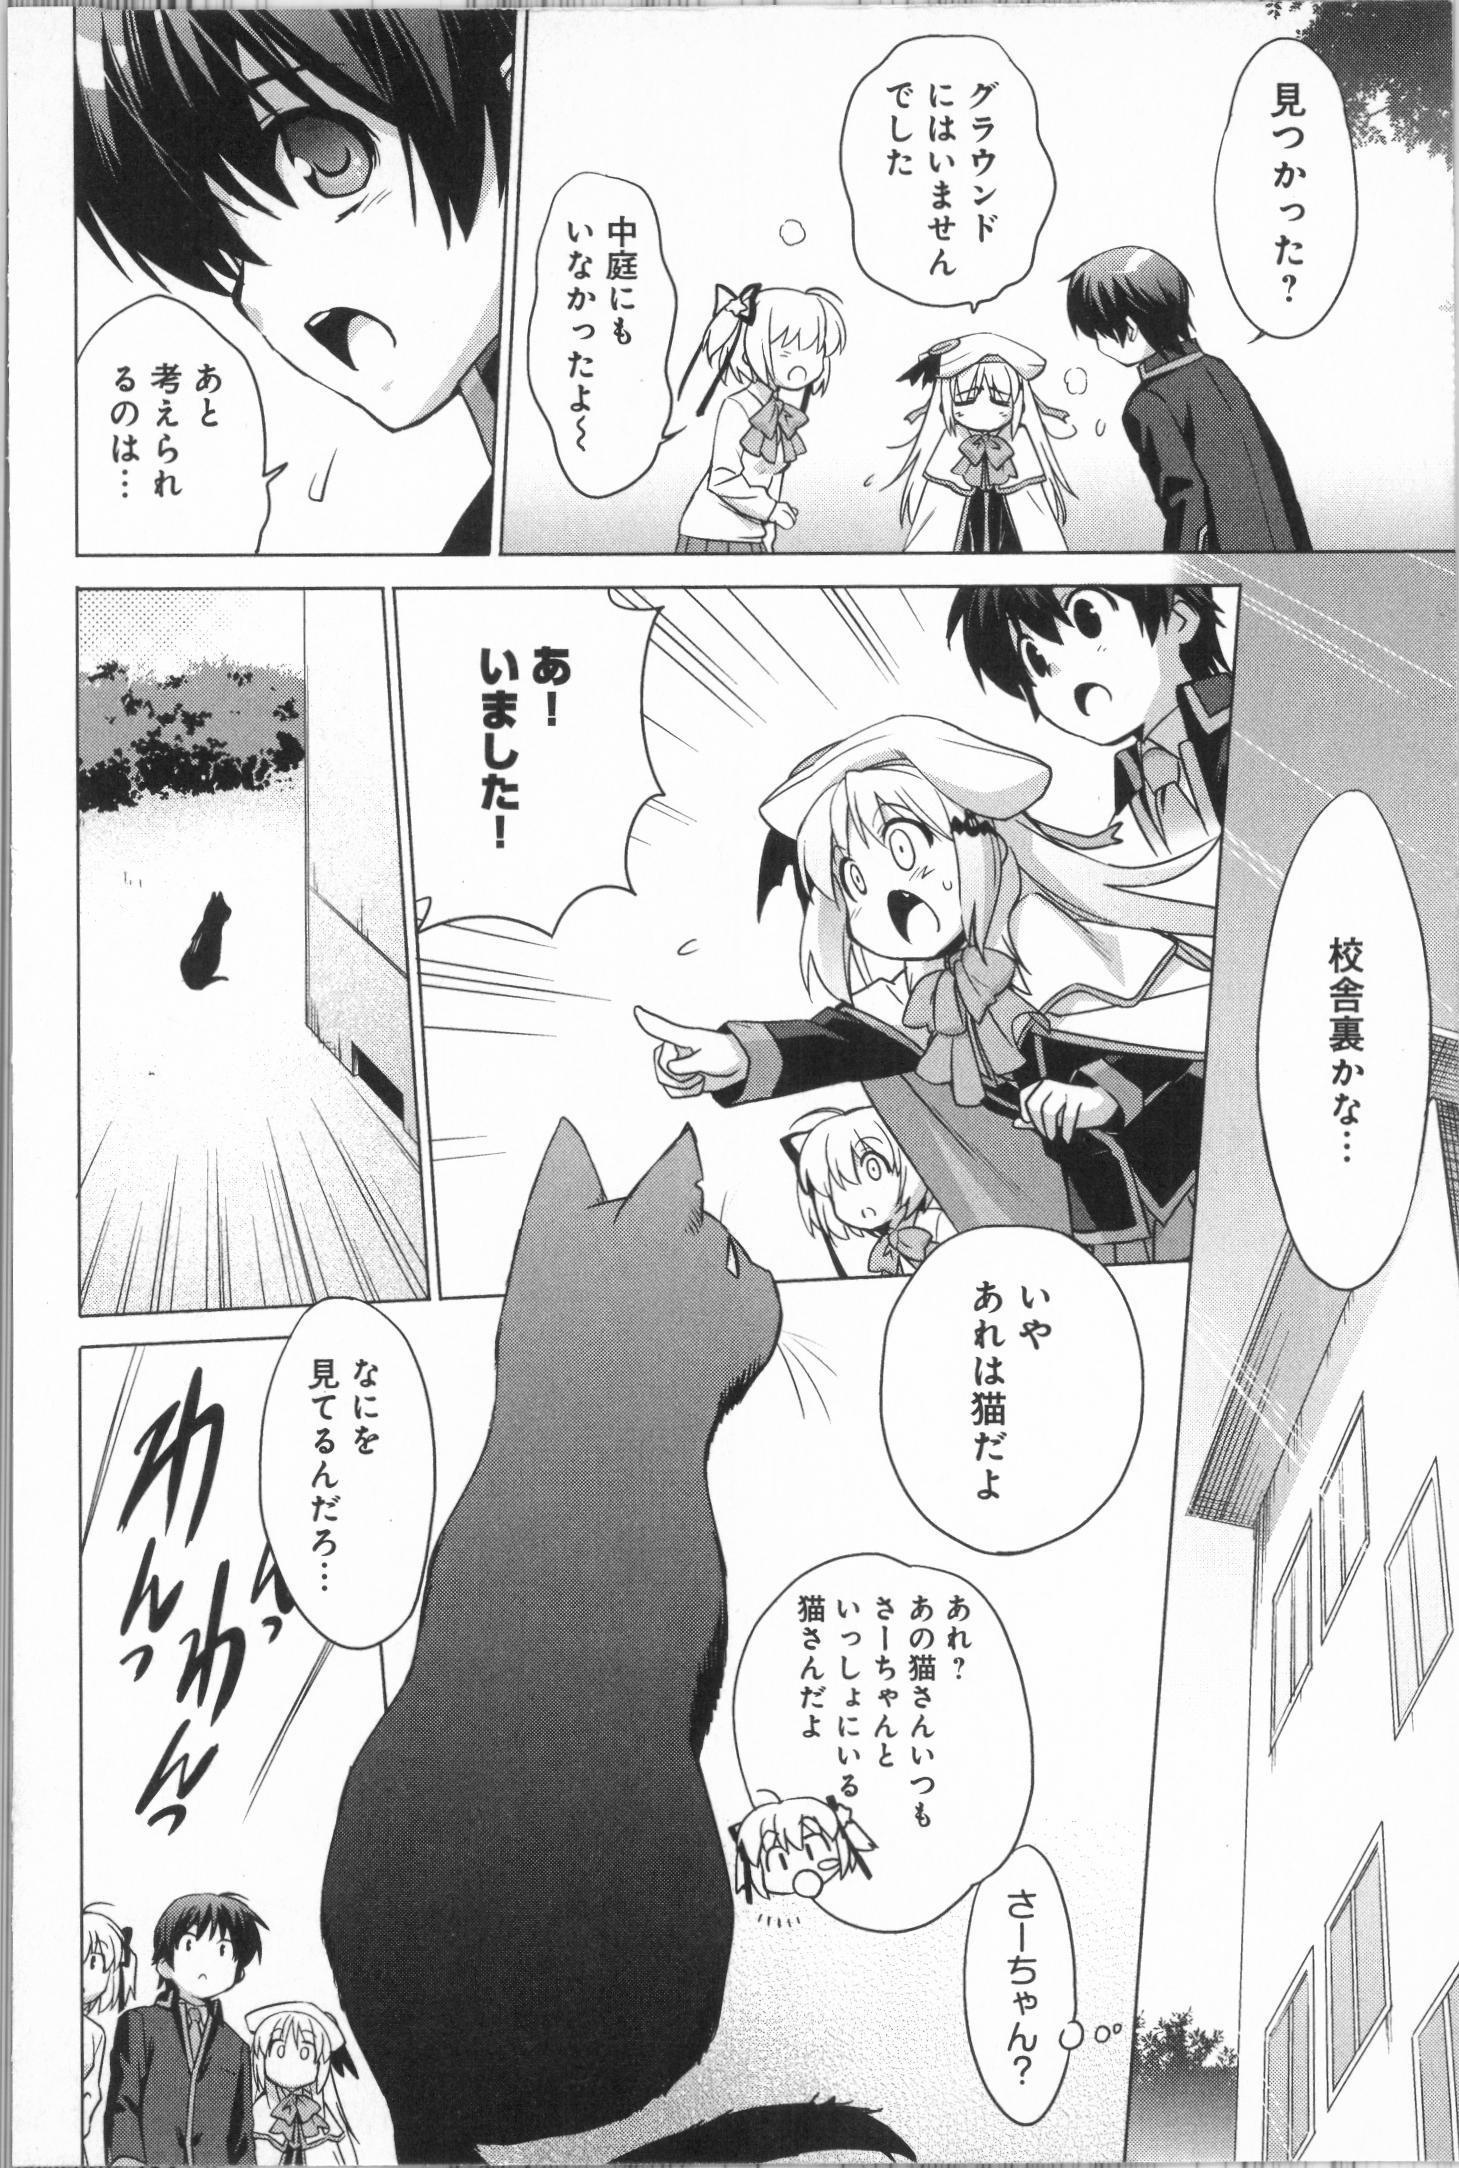 見つかった？
グラウンド
にはいません
でした
中庭にも
いなかったよ〜
あと
考えられ
るのは…
校舎裏かな…
あ！
いました！
いや
あれは猫だよ
あれ？
あの猫さんいつも
さーちゃんと
いっしょにいる
猫さんだよ
さーちゃん？
なにを
見てるんだろ…
わんっ
わんっ
んっ